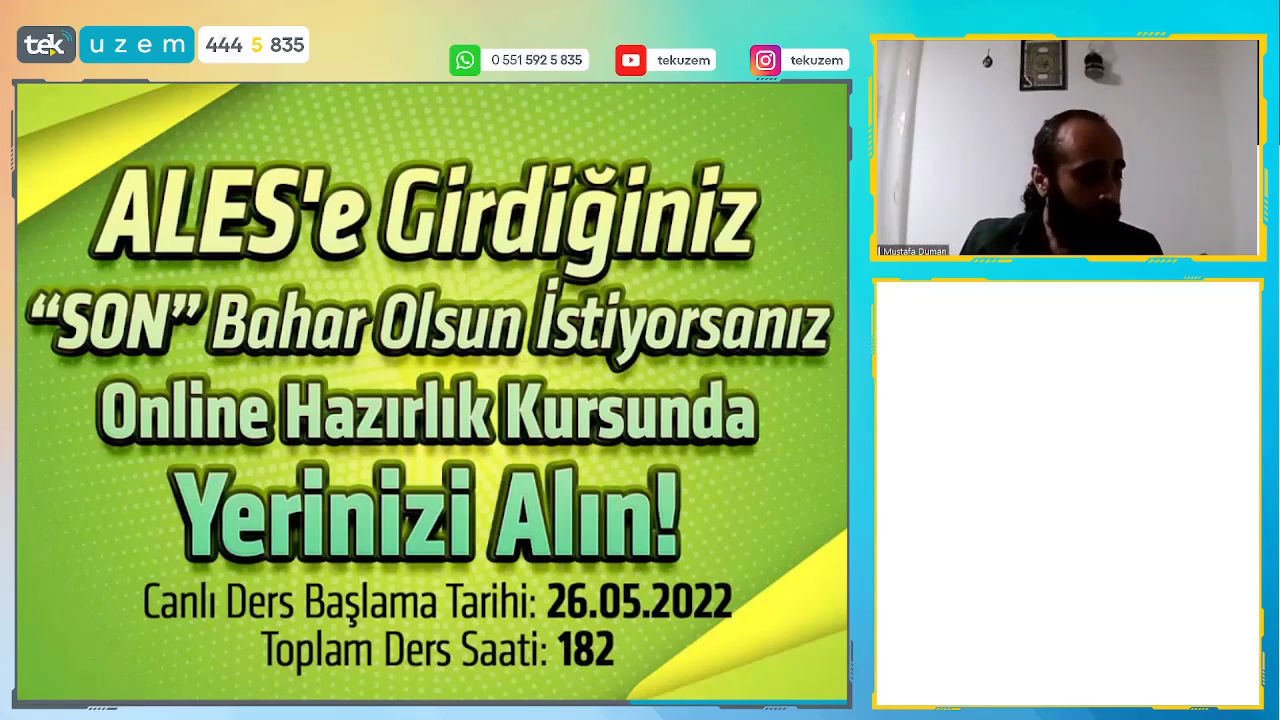 tek
uzem
444 5 835
0 551 592 5 835
tekuzem
tekuzem
ALES'e Girdiğiniz
“SON” Bahar Olsun İstiyorsanız
Online Hazırlık Kursunda
Yerinizi Alın!
Canlı Ders Başlama Tarihi: 26.05.2022
Toplam Ders Saati: 182
Mustafa Duman